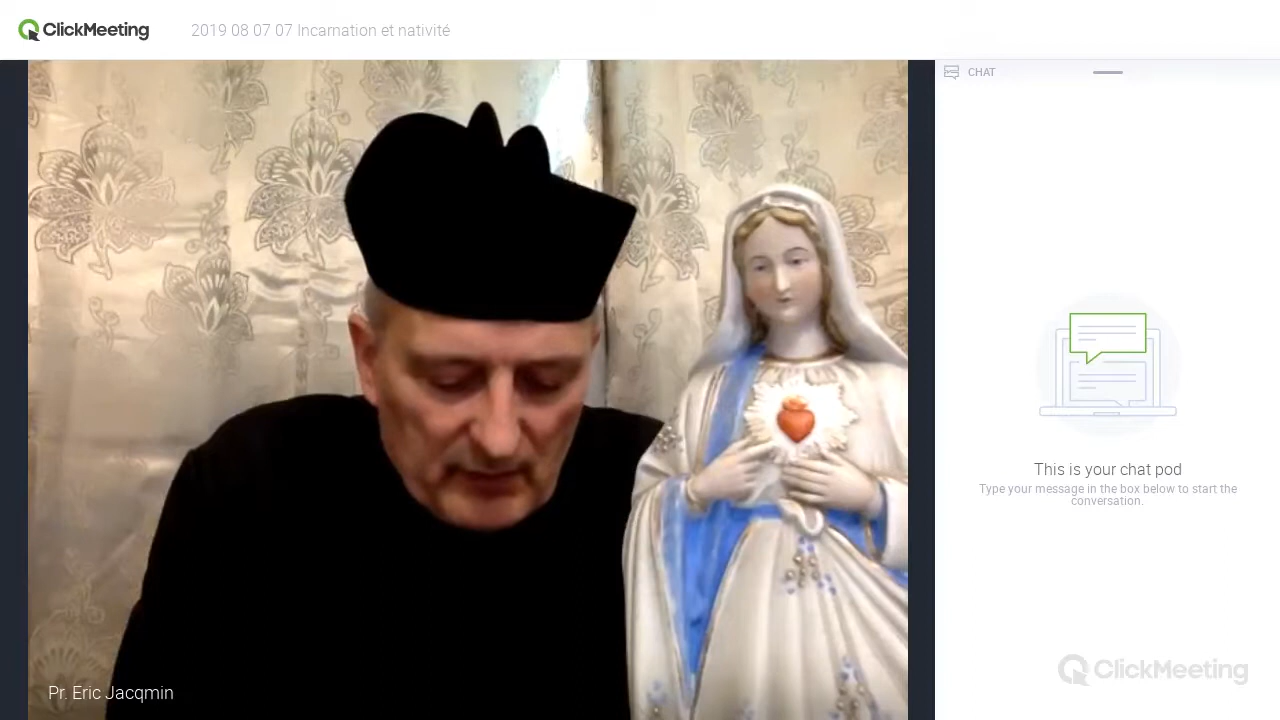 ClickMeeting
2019 08 07 07 Incarnation et nativité
CHAT
This is your chat pod
Type your message in the box below to start the
conversation.
ClickMeeting
Pr. Eric Jacqmin